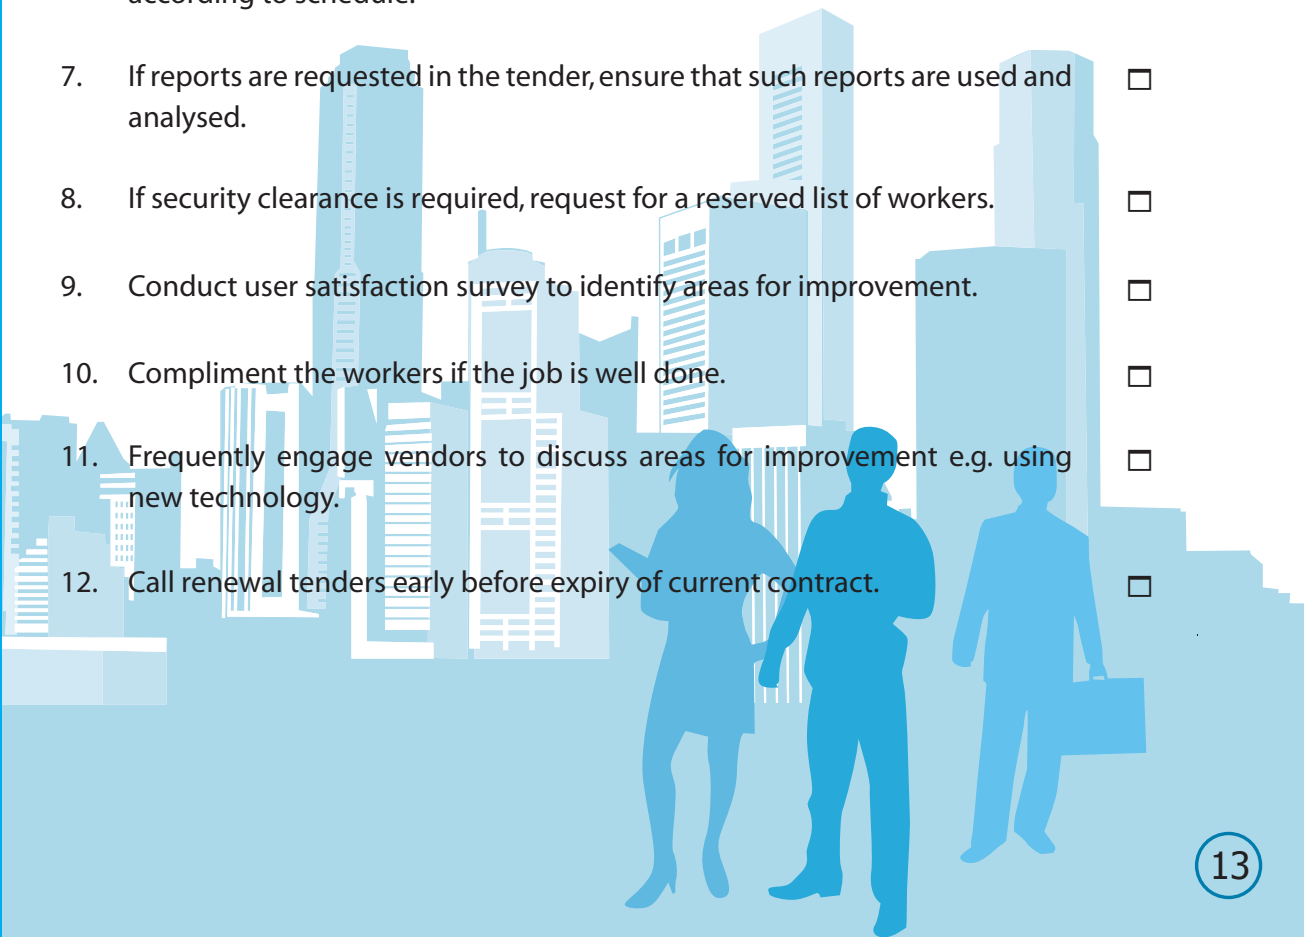 according to schedule.
7. If reports are requested in the tender, ensure that such reports are used and
analysed.
8. If security clearance is required, request for a reserved list of workers.
9. Conduct user satisfaction survey to identify areas for improvement.
10. Compliment the workers if the job is well done.
11. Frequently engage vendors to discuss areas for improvement e.g. using
new technology.
12. Call renewal tenders early before expiry of current contract.
13